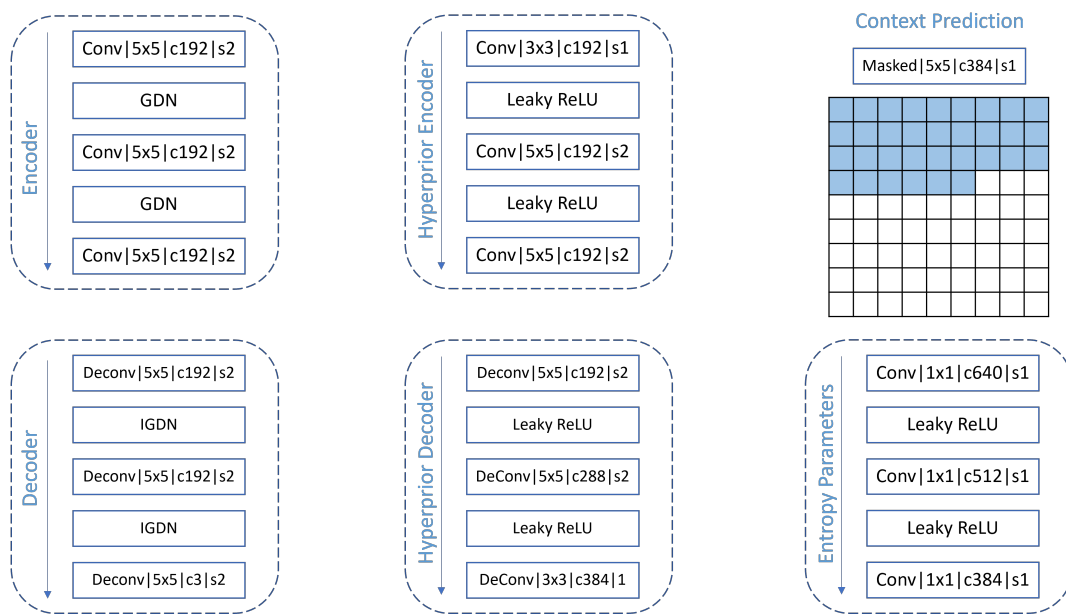 Encoder
Conv|5x5|c192|s2
GDN
Conv|5x5|c192|s2
GDN
Conv|5x5|c192|s2
Hyperprior Encoder
Conv|3x3|c192|s1
Leaky ReLU
Conv|5x5|c192|s2
Leaky ReLU
Conv|5x5|c192|s2
Context Prediction
Masked|5x5|c384|s1
Decoder
Deconv|5x5|c192|s2
IGDN
Deconv|5x5|c192|s2
IGDN
Deconv|5x5|c3|s2
Hyperprior Decoder
Deconv|5x5|c192|s2
Leaky ReLU
DeConv|5x5|c288|s2
Leaky ReLU
DeConv|3x3|c384|1
Entropy Parameters
Conv|1x1|c640|s1
Leaky ReLU
Conv|1x1|c512|s1
Leaky ReLU
Conv|1x1|c384|s1